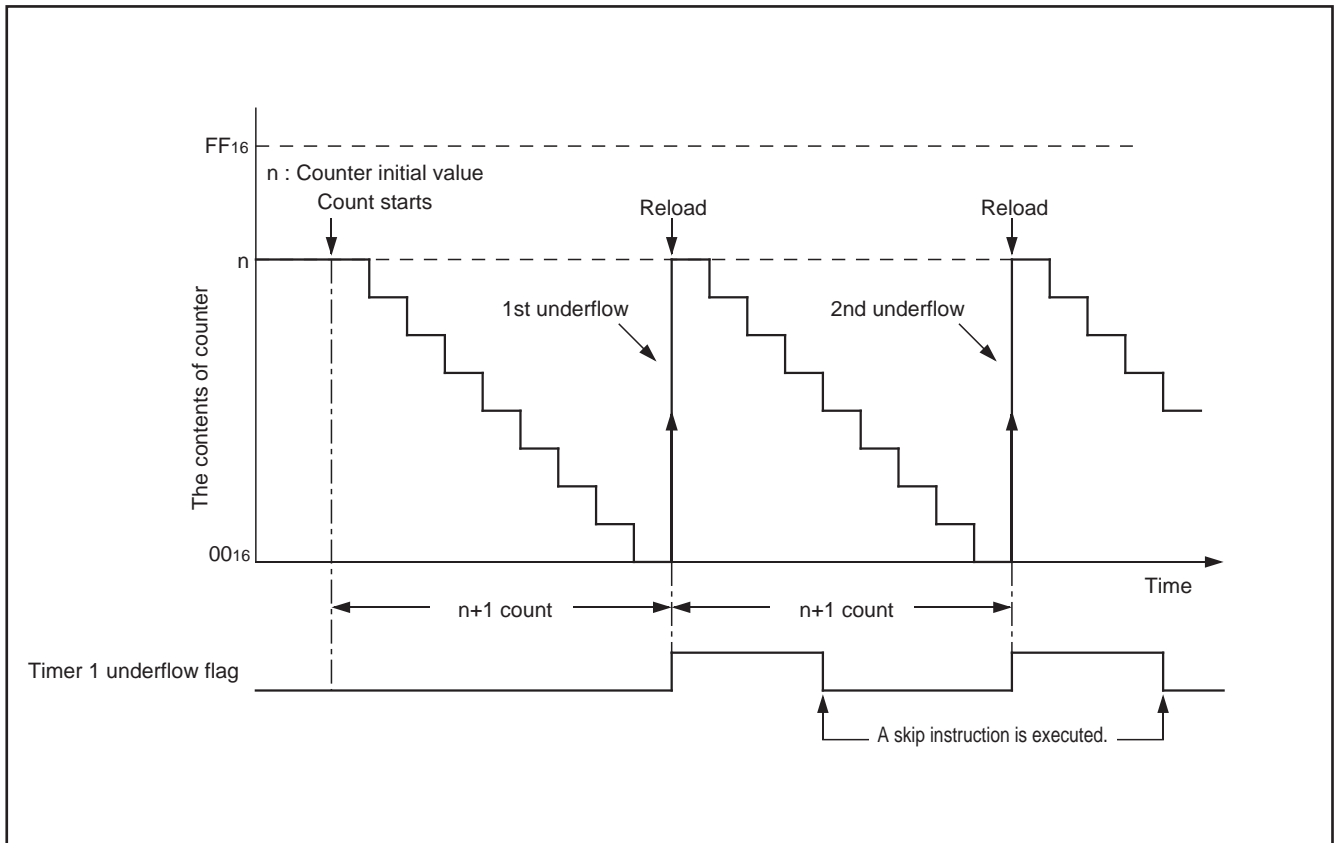 FF16
n : Counter initial value
Count starts
Reload
Reload
n
1st underflow
2nd underflow
The contents of counter
0016
Time
n+1 count
n+1 count
Timer 1 underflow flag
A skip instruction is executed.